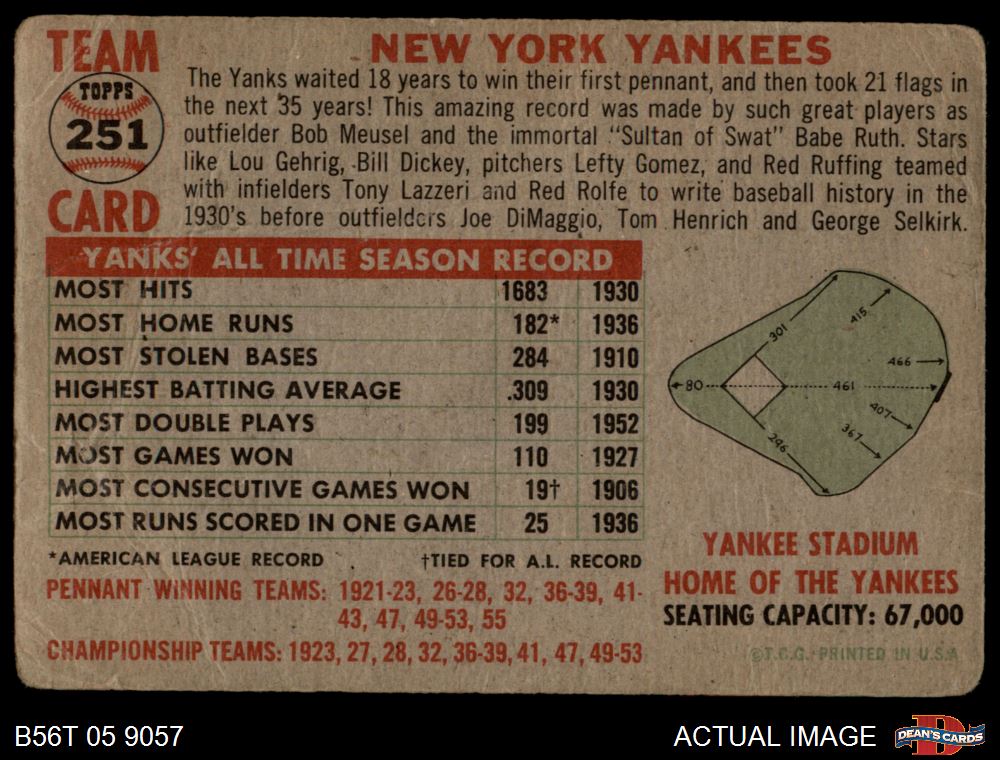 TEAM
TOPPS
251
CARD
NEW YORK YANKEES
The Yanks waited 18 years to win their first pennant, and then took 21 flags in
the next 35 years! This amazing record was made by such great players as
outfielder Bob Meusel and the immortal "Sultan of Swat" Babe Ruth. Stars
like Lou Gehrig, Bill Dickey, pitchers Lefty Gomez, and Red Ruffing teamed
with infielders Tony Lazzeri and Red Rolfe to write baseball history in the
1930's before outfielders Joe DiMaggio, Tom Henrich and George Selkirk.
YANKS' ALL TIME SEASON RECORD
MOST HITS 1683 1930
MOST HOME RUNS 182* 1936
MOST STOLEN BASES 284 1910
HIGHEST BATTING AVERAGE .309 1930
MOST DOUBLE PLAYS 199 1952
MOST GAMES WON 110 1927
MOST CONSECUTIVE GAMES WON 19† 1906
MOST RUNS SCORED IN ONE GAME 25 1936
*AMERICAN LEAGUE RECORD †TIED FOR A.L. RECORD
PENNANT WINNING TEAMS: 1921-23, 26-28, 32, 36-39, 41-
43, 47, 49-53, 55
CHAMPIONSHIP TEAMS: 1923, 27, 28, 32, 36-39, 41, 47, 49-53
301
415
466
80
461
407
367
296
YANKEE STADIUM
HOME OF THE YANKEES
SEATING CAPACITY: 67,000
©T.C.G. PRINTED IN U.S.A
B56T 05 9057
ACTUAL IMAGE
DEAN'S CARDS